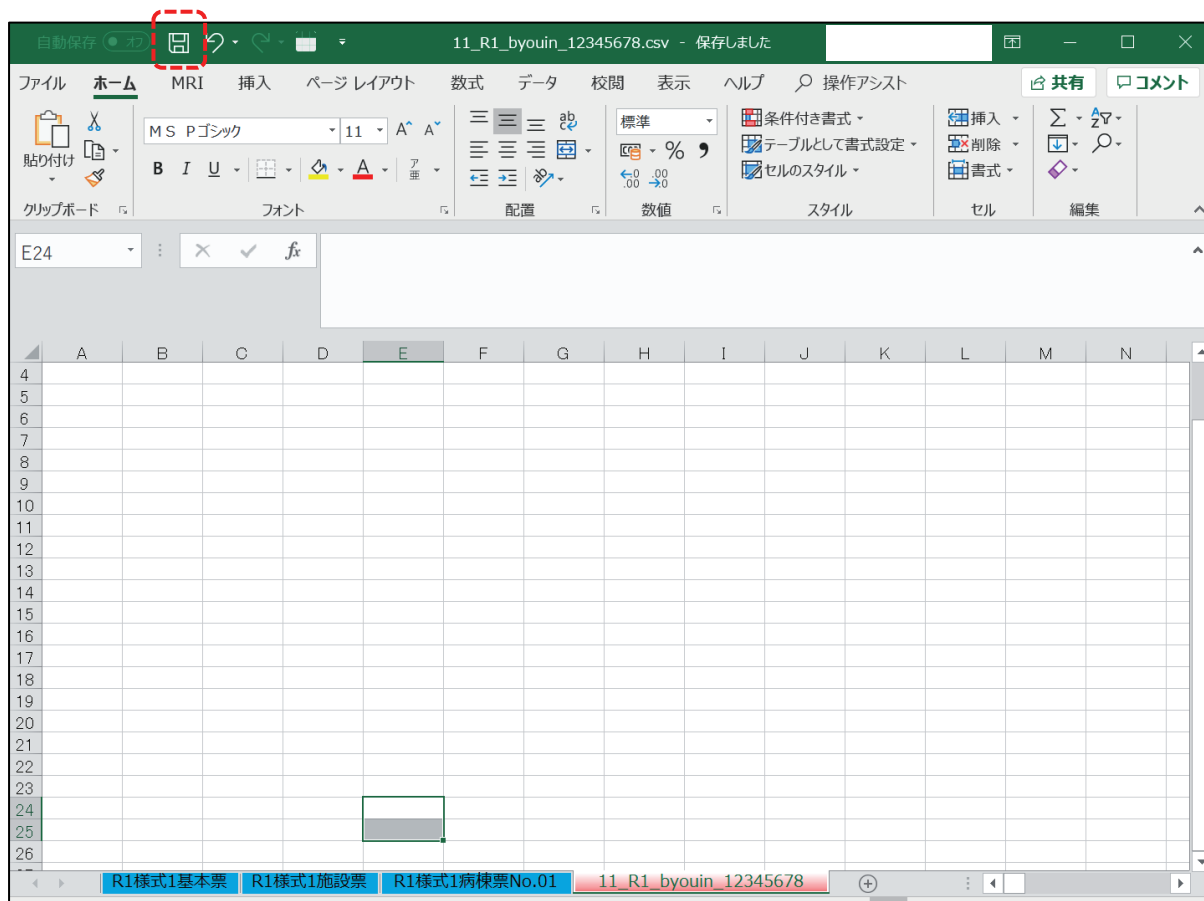 自動保存 オフ 11_R1_byouin_12345678.csv - 保存しました
ファイル ホーム MRI 挿入 ページ レイアウト 数式 データ 校閲 表示 ヘルプ 操作アシスト 共有 コメント
貼り付け
MS Pゴシック 11 A A
B I U A ア亜
ab
標準
% 9
.00 .00
条件付き書式
テーブルとして書式設定
セルのスタイル
挿入
削除
書式
Σ AZ
クリップボード フォント 配置 数値 スタイル セル 編集
E24 fx
A B C D E F G H I J K L M N
4
5
6
7
8
9
10
11
12
13
14
15
16
17
18
19
20
21
22
23
24
25
26
R1様式1基本票 R1様式1施設票 R1様式1病棟票No.01 11_R1_byouin_12345678